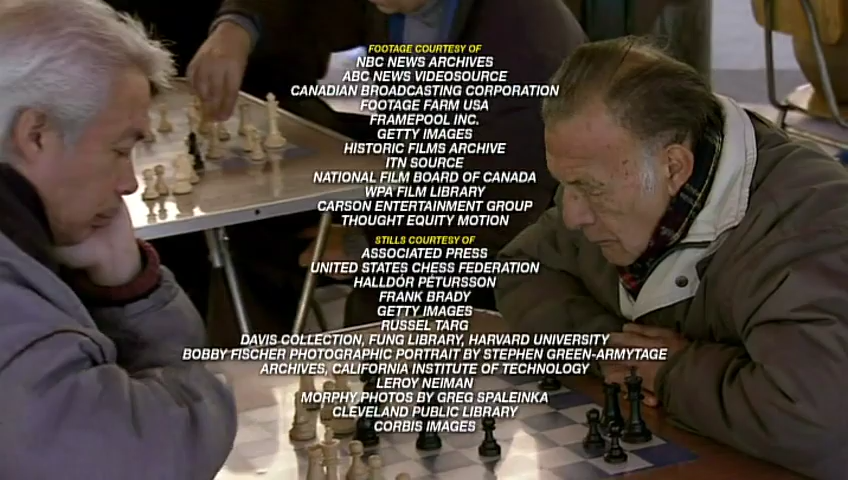 FOOTAGE COURTESY OF
NBC NEWS ARCHIVES
ABC NEWS VIDEOSOURCE
CANADIAN BROADCASTING CORPORATION
FOOTAGE FARM USA
FRAMEPOOL INC.
GETTY IMAGES
HISTORIC FILMS ARCHIVE
ITN SOURCE
NATIONAL FILM BOARD OF CANADA
WPA FILM LIBRARY
CARSON ENTERTAINMENT GROUP
THOUGHT EQUITY MOTION
STILLS COURTESY OF
ASSOCIATED PRESS
UNITED STATES CHESS FEDERATION
HALLDÓR PÉTURSSON
FRANK BRADY
GETTY IMAGES
RUSSEL TARG
DAVIS COLLECTION, FUNG LIBRARY, HARVARD UNIVERSITY
BOBBY FISCHER PHOTOGRAPHIC PORTRAIT BY STEPHEN GREEN-ARMYTAGE
ARCHIVES, CALIFORNIA INSTITUTE OF TECHNOLOGY
LEROY NEIMAN
MORPHY PHOTOS BY GREG SPALEINKA
CLEVELAND PUBLIC LIBRARY
CORBIS IMAGES